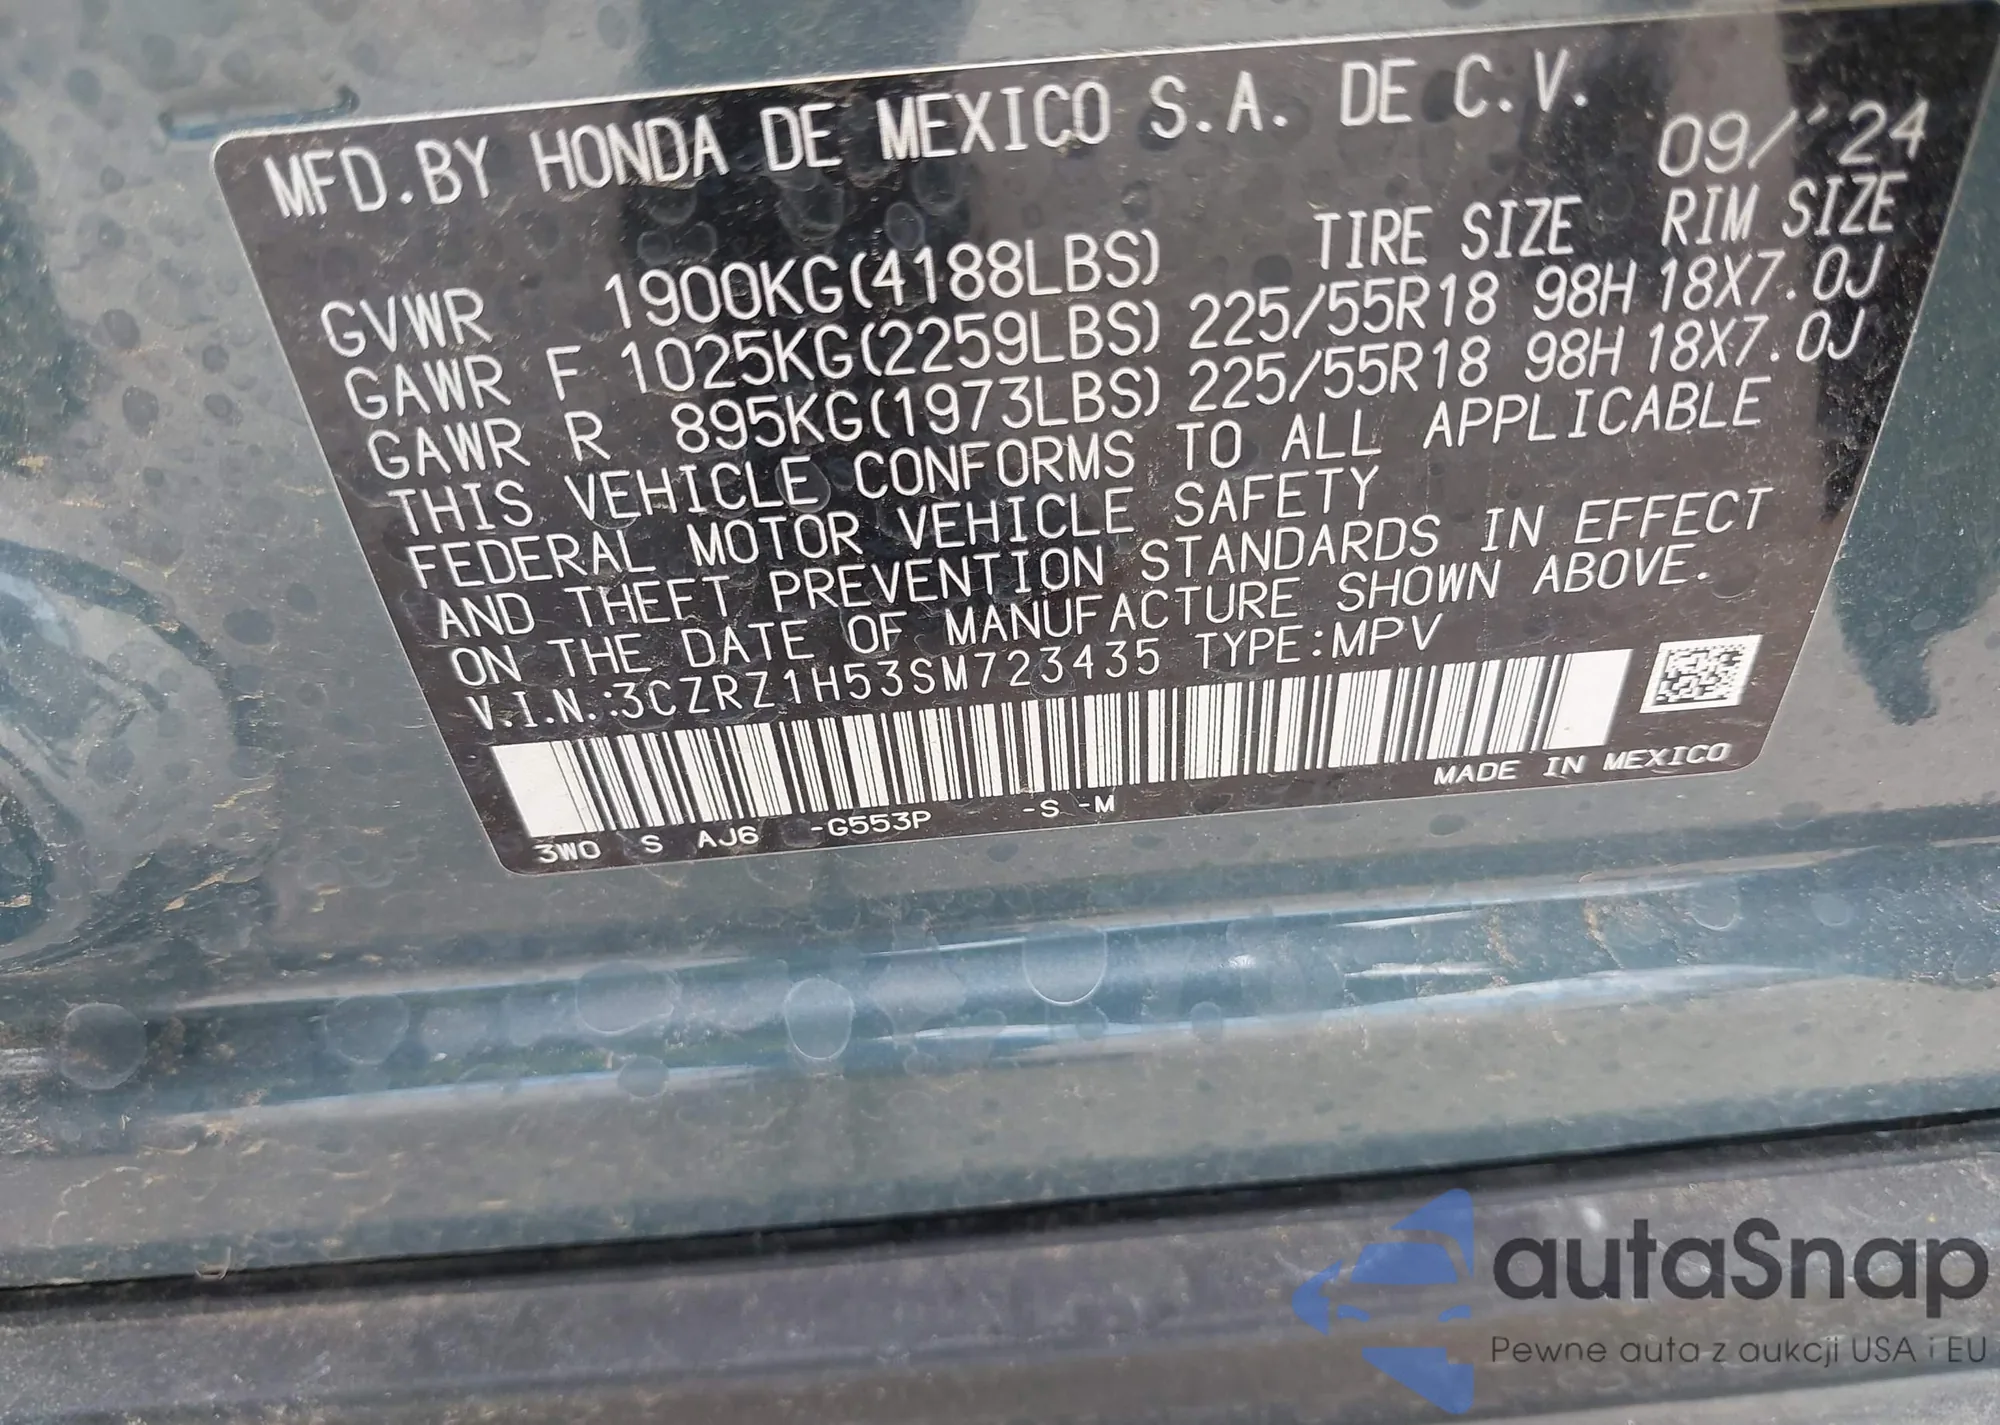 MFD.BY HONDA DE MEXICO S.A. DE C.V.
09/'24
TIRE SIZE RIM SIZE
GVWR 1900KG(4188LBS)
GAWR F 1025KG(2259LBS) 225/55R18 98H 18X7.0J
GAWR R 895KG(1973LBS) 225/55R18 98H 18X7.0J
THIS VEHICLE CONFORMS TO ALL APPLICABLE
FEDERAL MOTOR VEHICLE SAFETY
AND THEFT PREVENTION STANDARDS IN EFFECT
ON THE DATE OF MANUFACTURE SHOWN ABOVE.
V.I.N.:3CZRZ1H53SM723435 TYPE:MPV
MADE IN MEXICO
3WO S AJ6 -G553P -S -M
autaSnap
Pewne auta z aukcji USA i EU